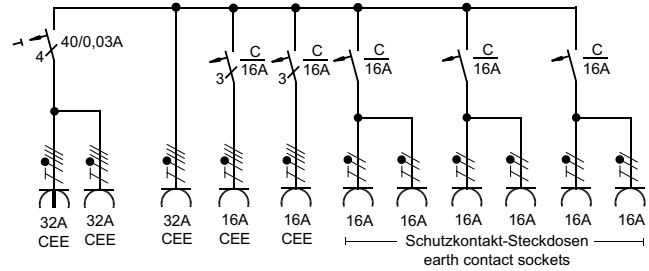 40/0,03A
4
C
16A
3
C
16A
3
C
16A
C
16A
C
16A
32A
CEE
32A
CEE
32A
CEE
16A
CEE
16A
CEE
16A 16A 16A 16A 16A 16A
Schutzkontakt-Steckdosen
earth contact sockets